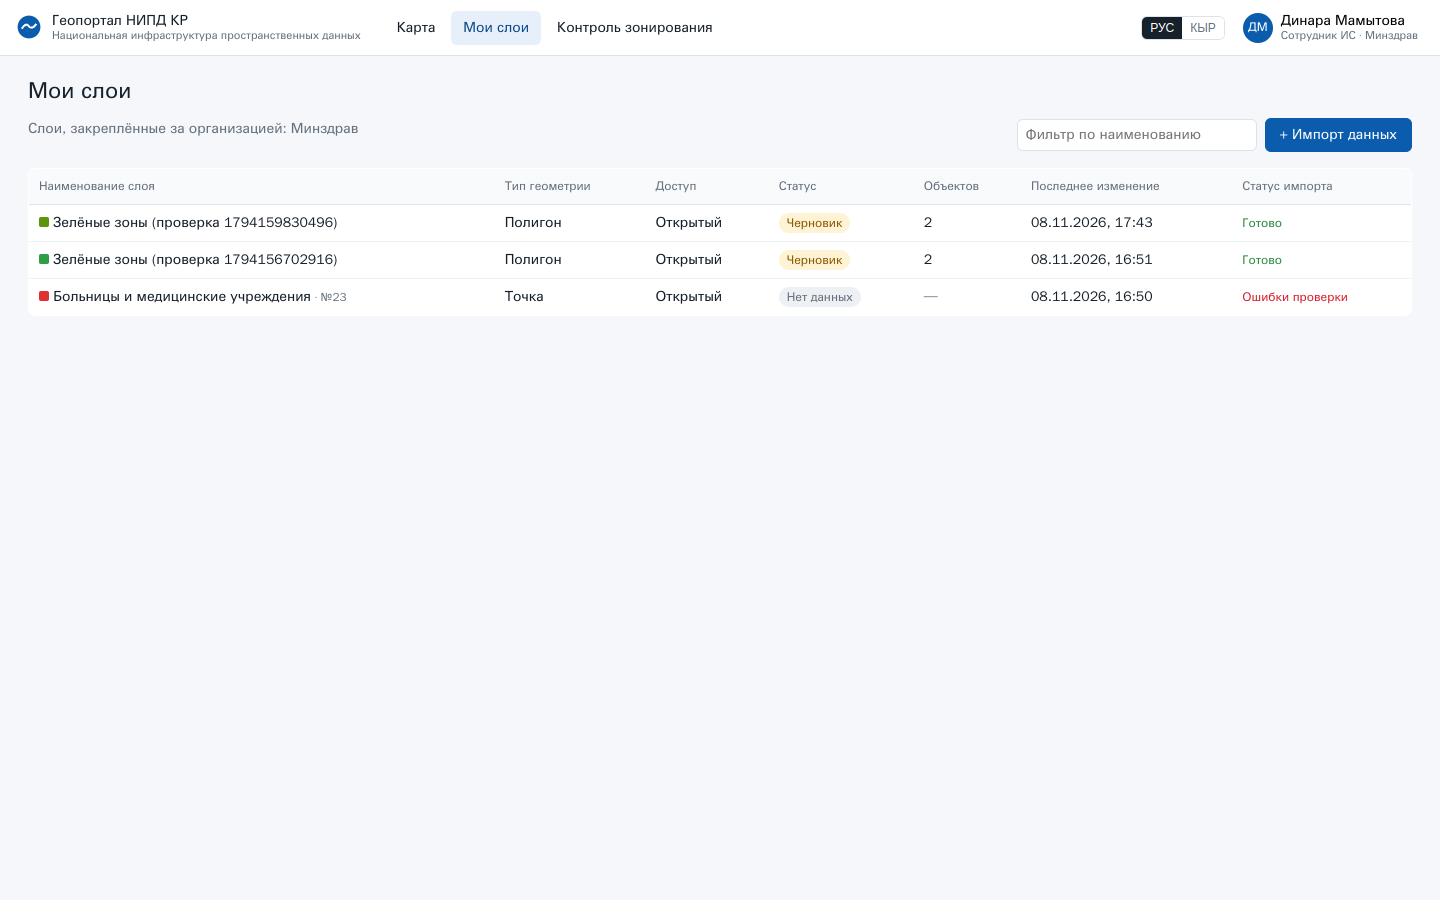 Геопортал НИПД КР
Национальная инфраструктура пространственных данных
Карта
Мои слои
Контроль зонирования
РУС
КЫР
ДМ
Динара Мамытова
Сотрудник ИС · Минздрав
Мои слои
Слои, закреплённые за организацией: Минздрав
Фильтр по наименованию
+ Импорт данных
Наименование слоя Тип геометрии Доступ Статус Объектов Последнее изменение Статус импорта
Зелёные зоны (проверка 1794159830496) Полигон Открытый Черновик 2 08.11.2026, 17:43 Готово
Зелёные зоны (проверка 1794156702916) Полигон Открытый Черновик 2 08.11.2026, 16:51 Готово
Больницы и медицинские учреждения · №23 Точка Открытый Нет данных — 08.11.2026, 16:50 Ошибки проверки